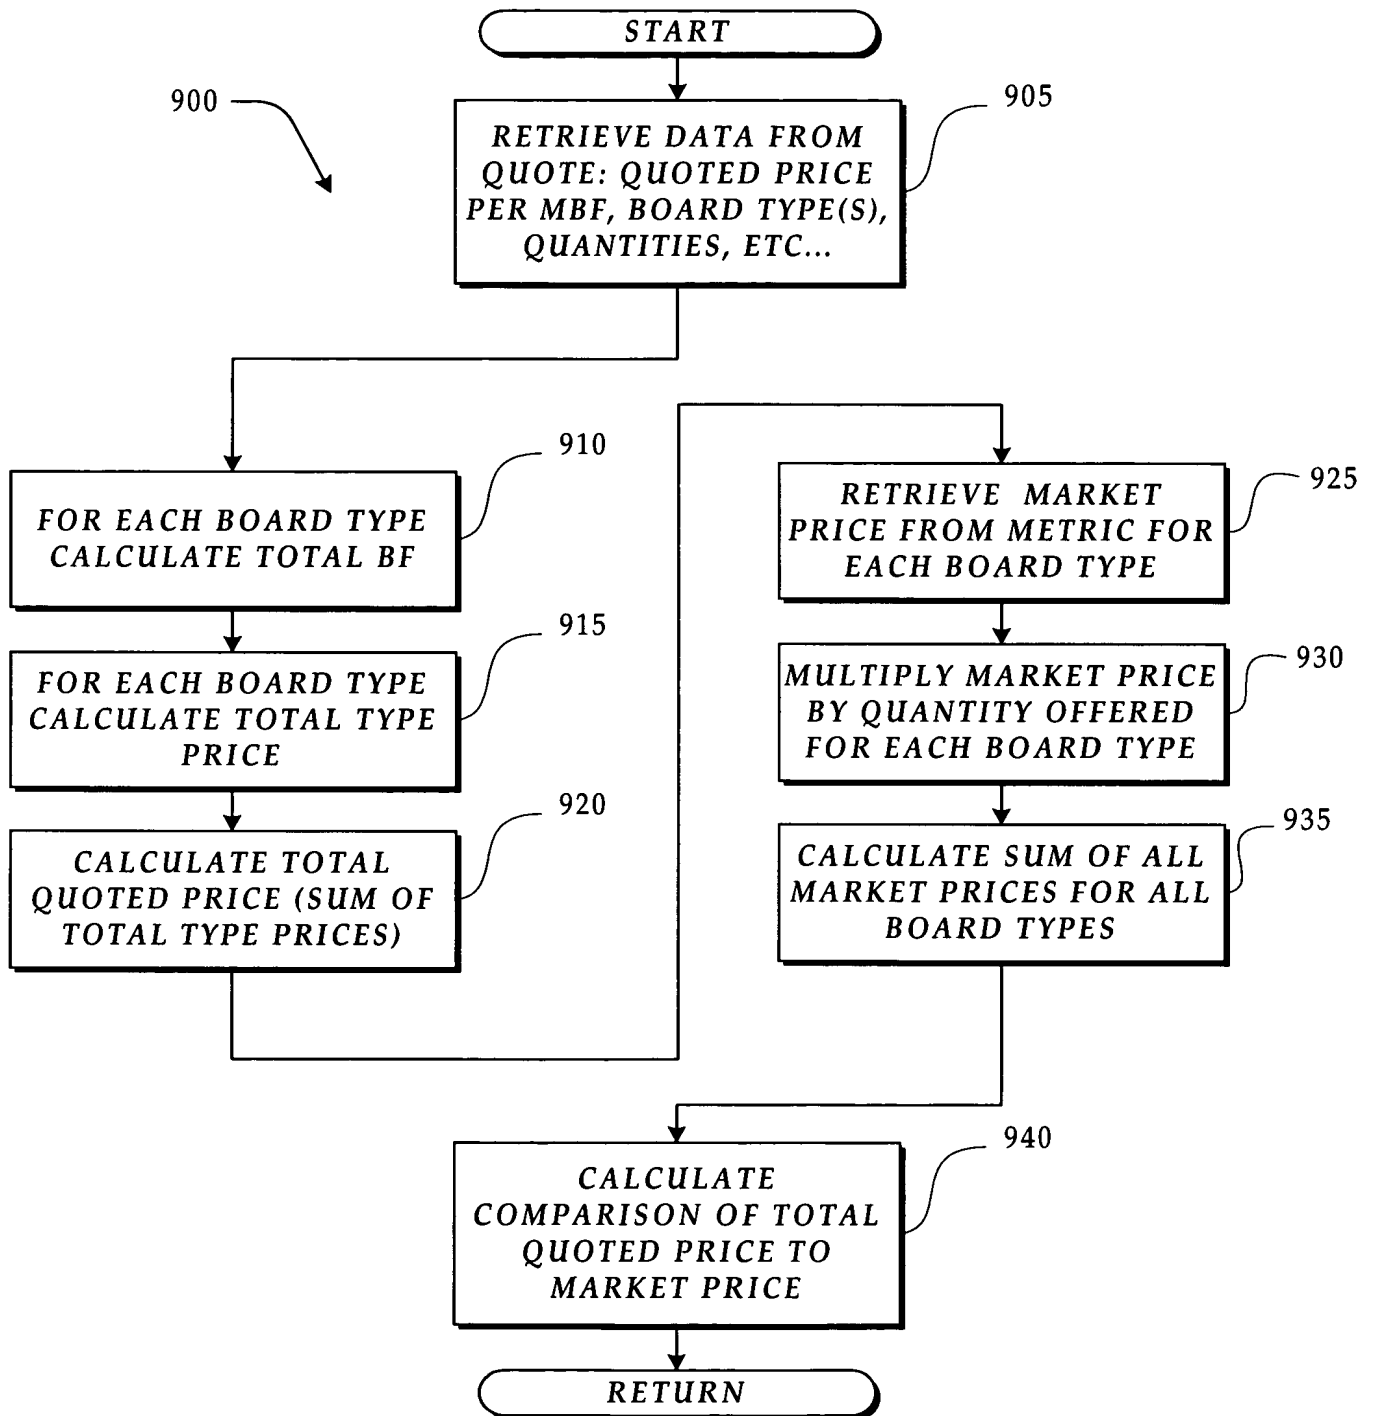 START
900
905
RETRIEVE DATA FROM
QUOTE: QUOTED PRICE
PER MBF, BOARD TYPE(S),
QUANTITIES, ETC...
910
FOR EACH BOARD TYPE
CALCULATE TOTAL BF
915
FOR EACH BOARD TYPE
CALCULATE TOTAL TYPE
PRICE
920
CALCULATE TOTAL
QUOTED PRICE (SUM OF
TOTAL TYPE PRICES)
925
RETRIEVE MARKET
PRICE FROM METRIC FOR
EACH BOARD TYPE
930
MULTIPLY MARKET PRICE
BY QUANTITY OFFERED
FOR EACH BOARD TYPE
935
CALCULATE SUM OF ALL
MARKET PRICES FOR ALL
BOARD TYPES
940
CALCULATE
COMPARISON OF TOTAL
QUOTED PRICE TO
MARKET PRICE
RETURN